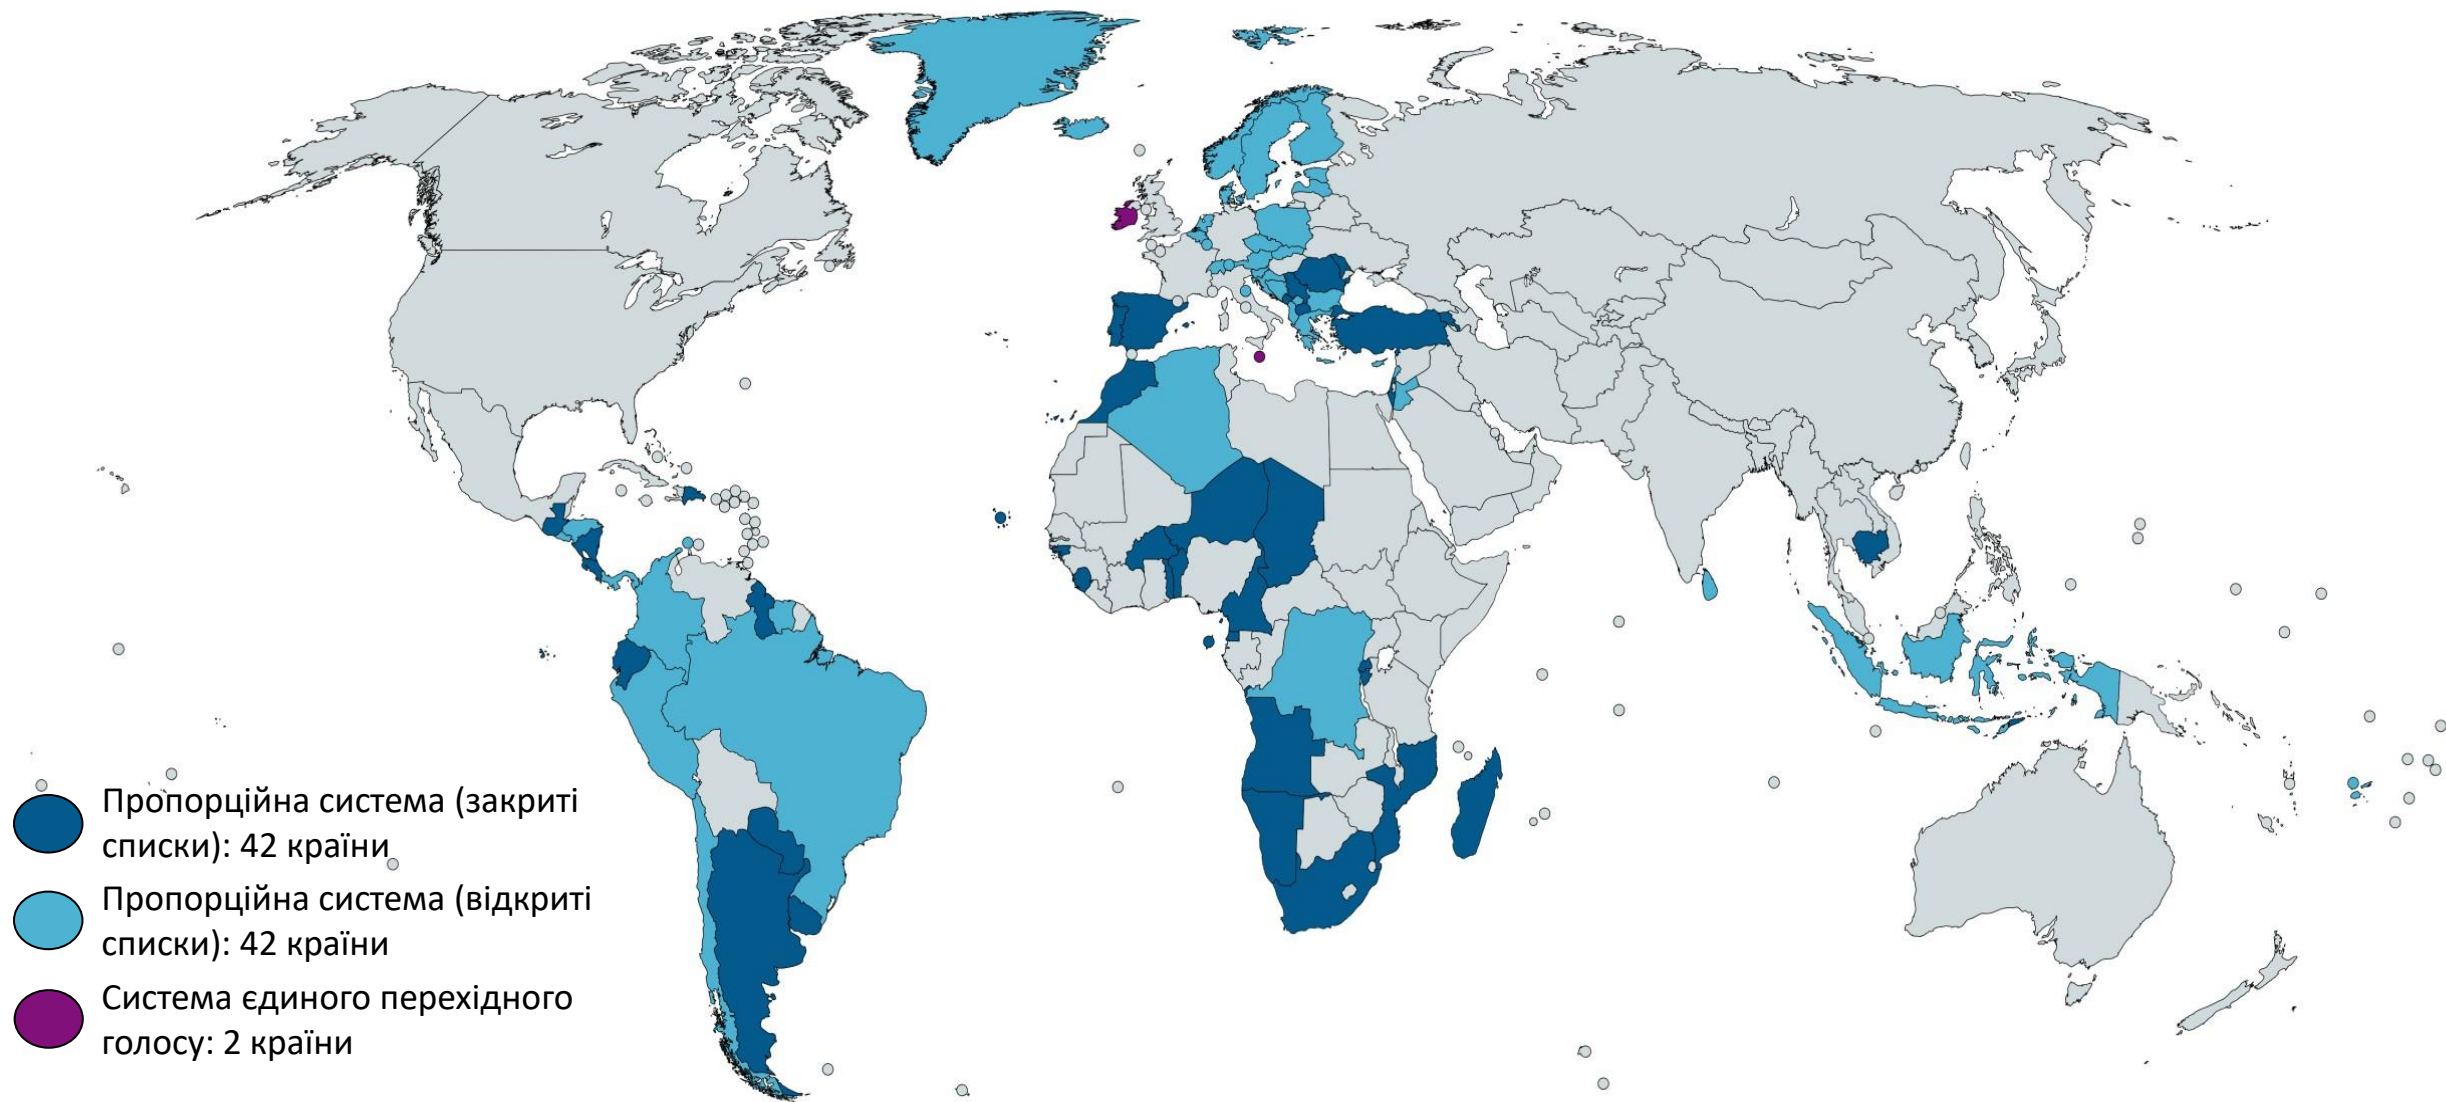 Пропорційна система (закриті
списки): 42 країни
Пропорційна система (відкриті
списки): 42 країни
Система єдиного перехідного
голосу: 2 країни